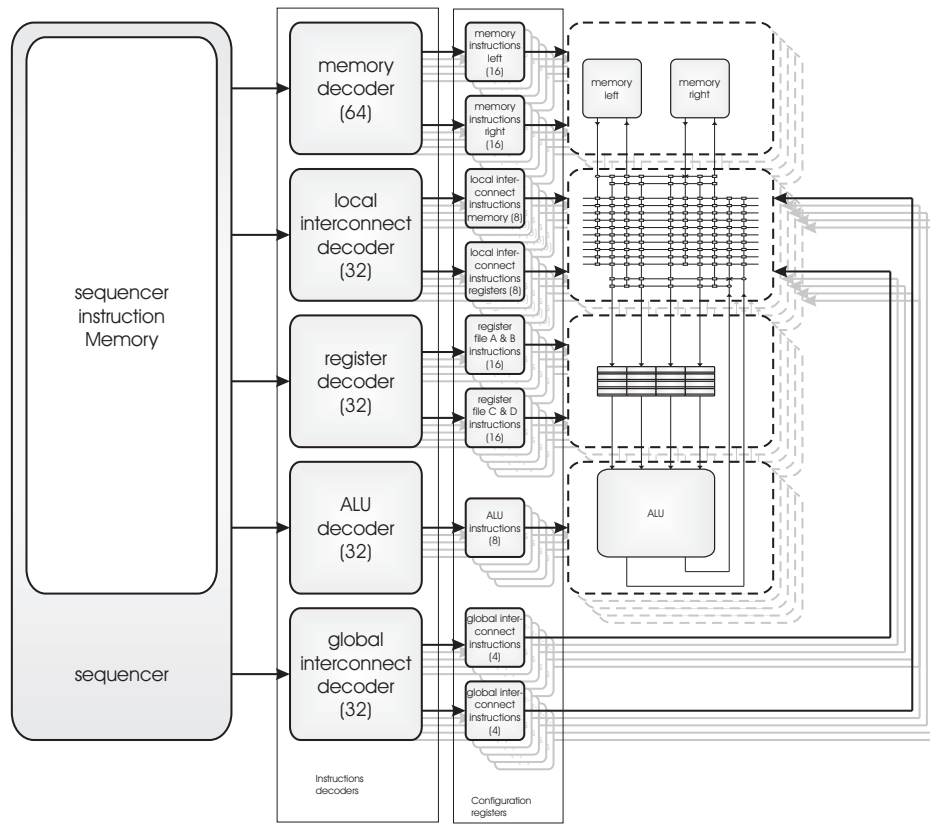 sequencer
instruction
Memory
sequencer
memory
decoder
(64)
local
interconnect
decoder
(32)
register
decoder
(32)
ALU
decoder
(32)
global
interconnect
decoder
(32)
Instructions
decoders
memory
instructions
left
(16)
memory
instructions
right
(16)
local inter-
connect
instructions
memory (8)
local inter-
connect
instructions
registers (8)
register
file A & B
instructions
(16)
register
file C & D
instructions
(16)
ALU
instructions
(8)
global inter-
connect
instructions
(4)
global inter-
connect
instructions
(4)
Configuration
registers
memory
left
memory
right
ALU